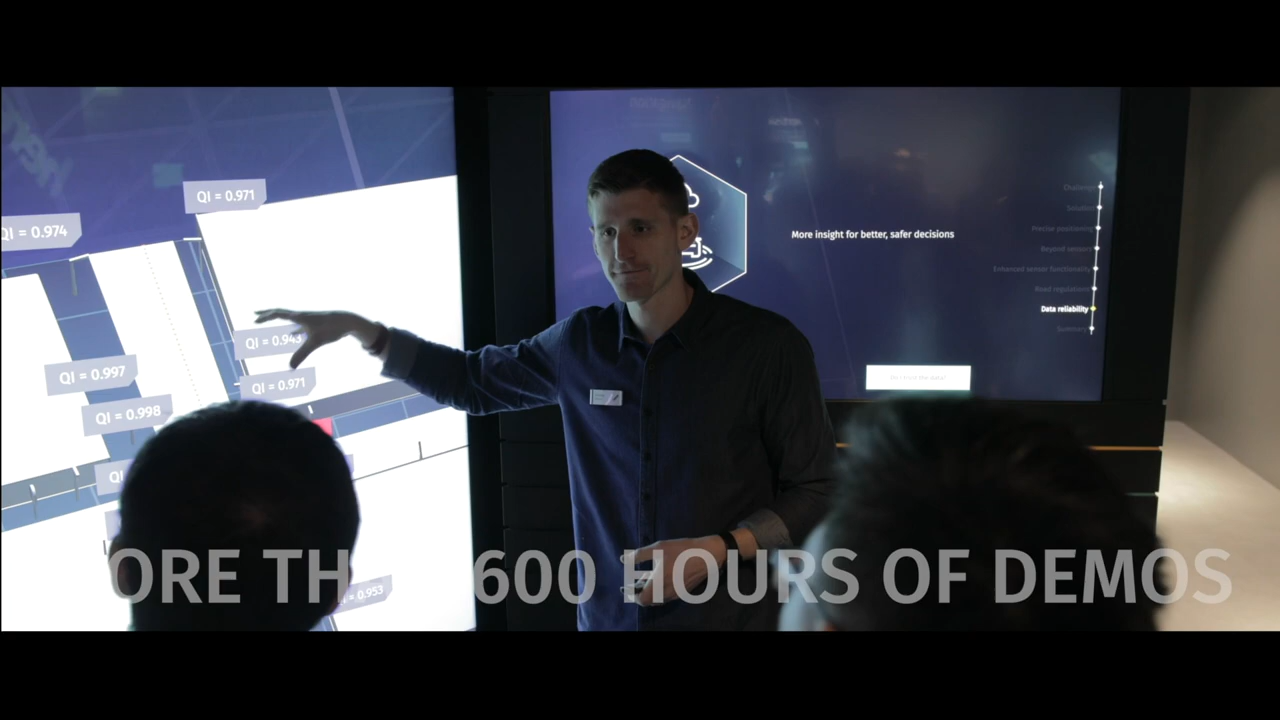 QI = 0.971
QI = 0.974
QI = 0.943
QI = 0.971
QI = 0.997
QI = 0.998
QI
= 0.953
More insight for better, safer decisions
Challenge
Solution
Precise positioning
Beyond sensors
Enhanced sensor functionality
Road regulations
Data reliability
Summary
ORE TH 600 HOURS OF DEMOS